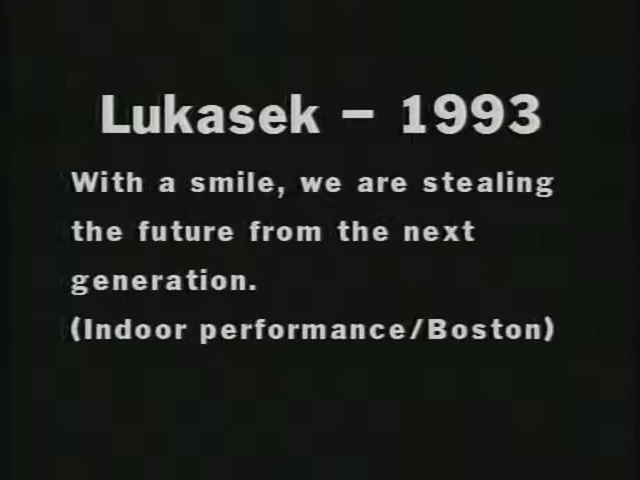 Lukasek – 1993
With a smile, we are stealing
the future from the next
generation.
(Indoor performance/Boston)